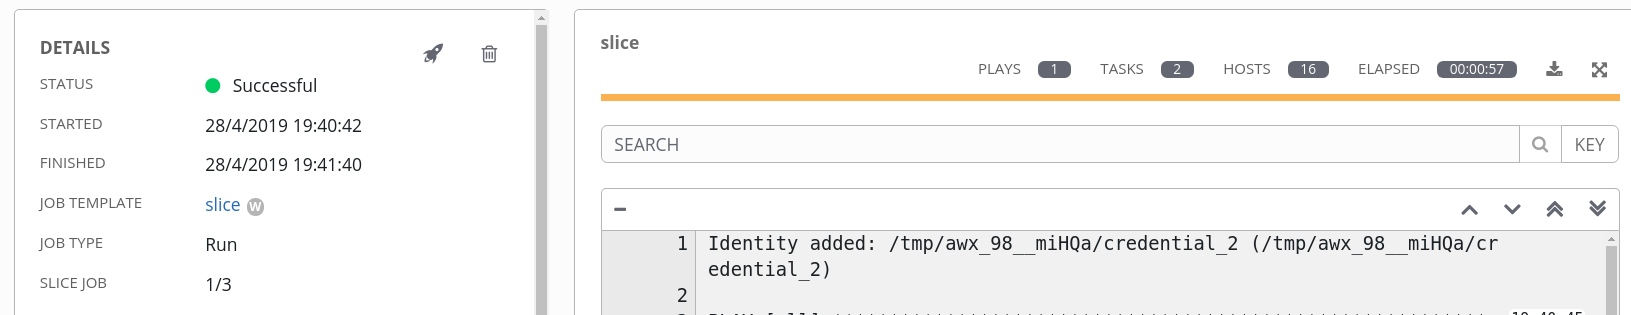 DETAILS
STATUS Successful
STARTED 28/4/2019 19:40:42
FINISHED 28/4/2019 19:41:40
JOB TEMPLATE slice W
JOB TYPE Run
SLICE JOB 1/3
slice
PLAYS 1 TASKS 2 HOSTS 16 ELAPSED 00:00:57
SEARCH KEY
1 Identity added: /tmp/awx_98__miHQa/credential_2 (/tmp/awx_98__miHQa/cr
edential_2)
2